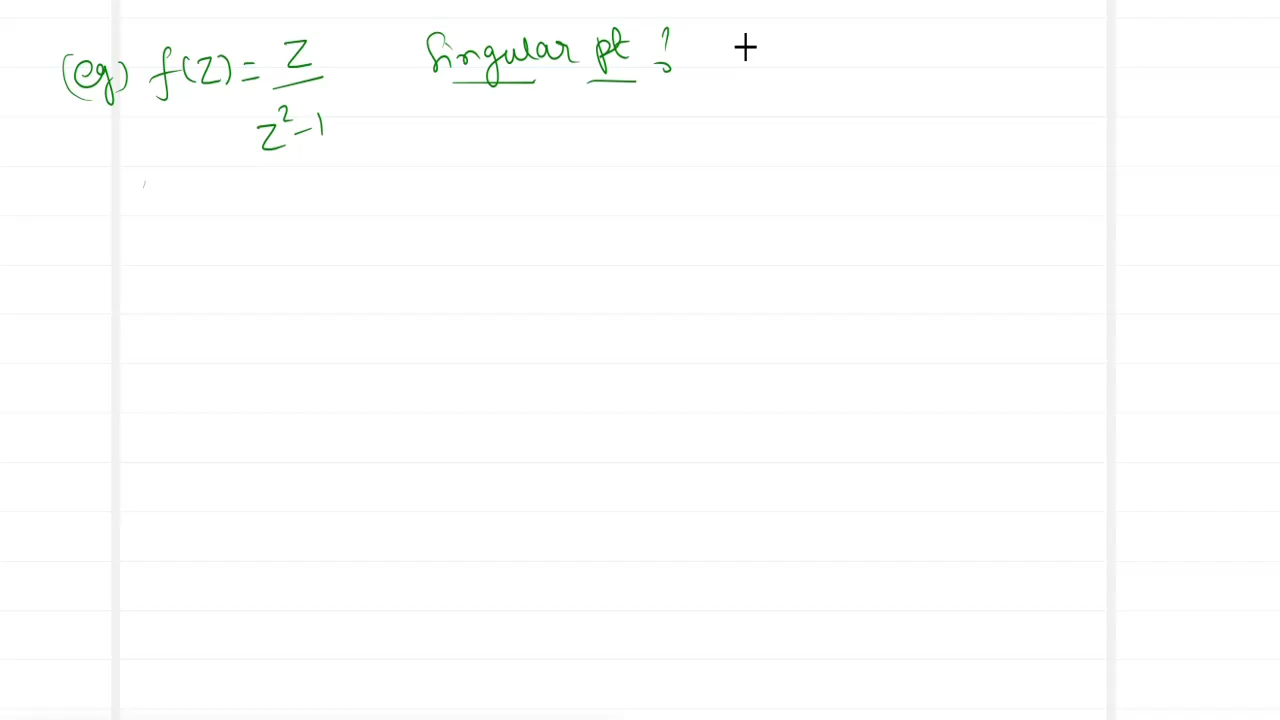 (eg) f(z) = z / z² - 1 Singular pt ?